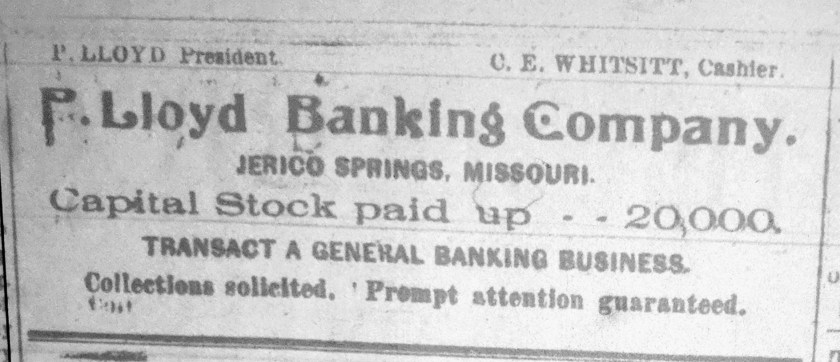 P. LLOYD President. C. E. WHITSITT, Cashier.
P. Lloyd Banking Company.
JERICO SPRINGS, MISSOURI.
Capital Stock paid up - - 20,000.
TRANSACT A GENERAL BANKING BUSINESS.
Collections solicited. Prompt attention guaranteed.